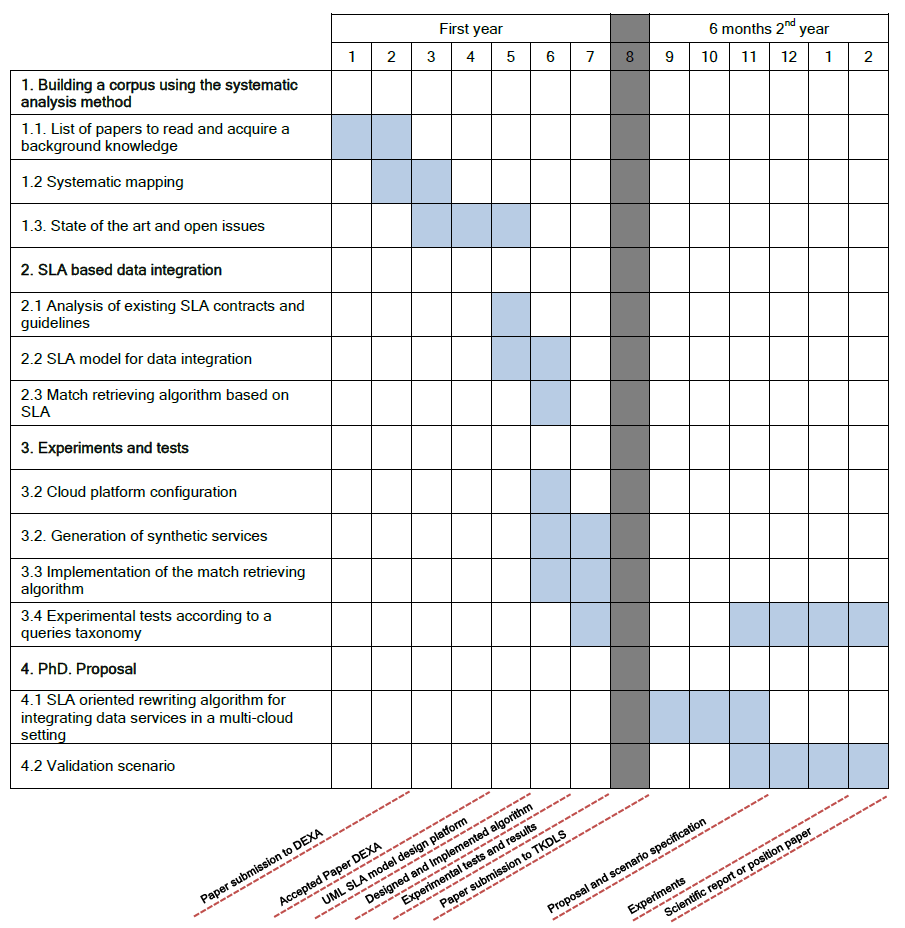 First year
6 months 2nd year
1 2 3 4 5 6 7 8 9 10 11 12 1 2
1. Building a corpus using the systematic
analysis method
1.1. List of papers to read and acquire a
background knowledge
1.2 Systematic mapping
1.3. State of the art and open issues
2. SLA based data integration
2.1 Analysis of existing SLA contracts and
guidelines
2.2 SLA model for data integration
2.3 Match retrieving algorithm based on
SLA
3. Experiments and tests
3.2 Cloud platform configuration
3.2. Generation of synthetic services
3.3 Implementation of the match retrieving
algorithm
3.4 Experimental tests according to a
queries taxonomy
4. PhD. Proposal
4.1 SLA oriented rewriting algorithm for
integrating data services in a multi-cloud
setting
4.2 Validation scenario
Paper submission to DEXA
Accepted Paper DEXA
UML SLA model design platform
Designed and Implemented algorithm
Experimental tests and results
Paper submission to TKDLS
Proposal and scenario specification
Experiments
Scientific report or position paper